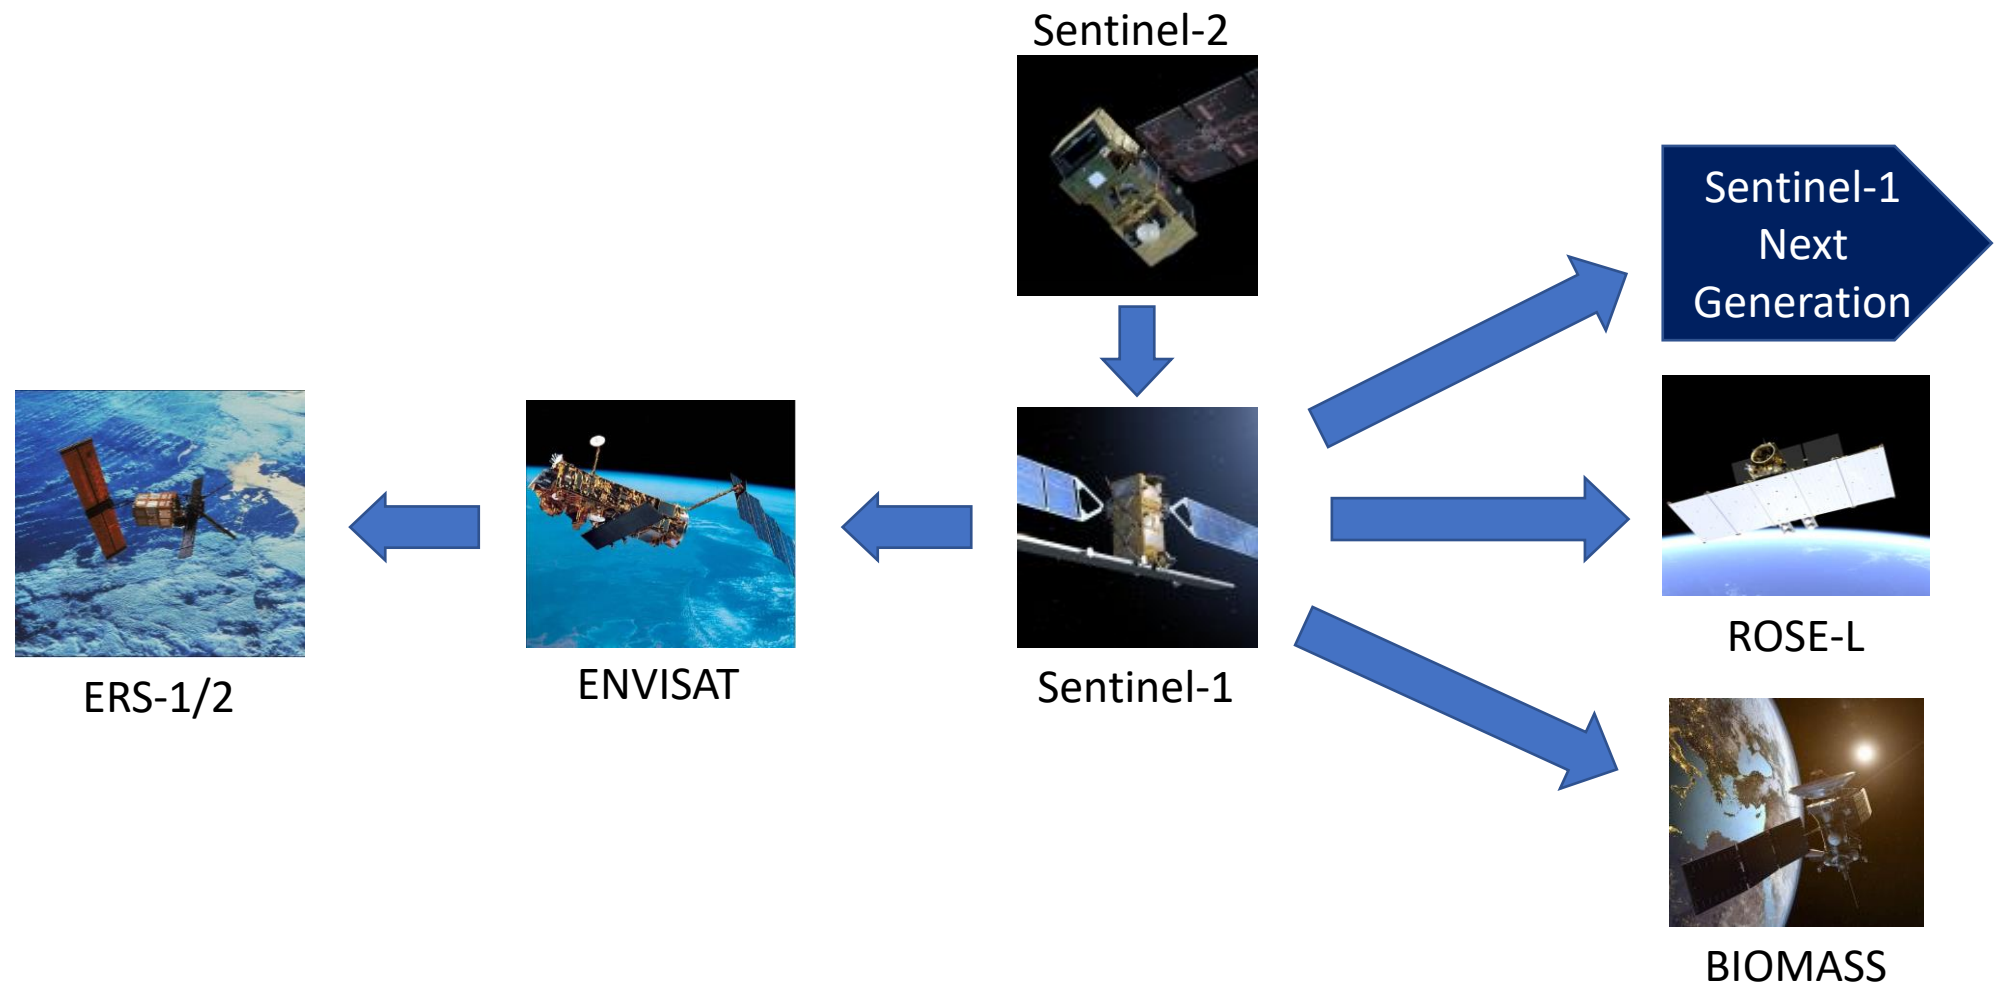 Sentinel-2
Sentinel-1
Next
Generation
ERS-1/2
ENVISAT
Sentinel-1
ROSE-L
BIOMASS